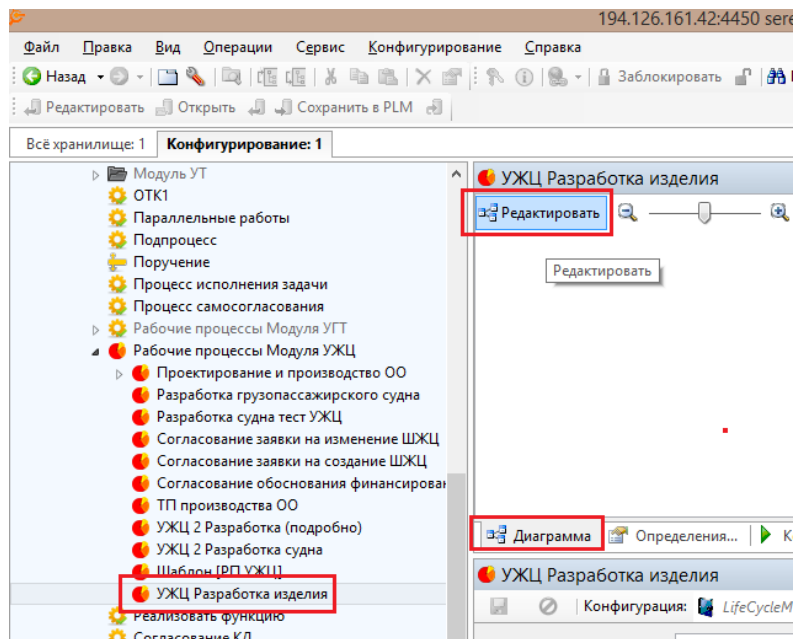 194.126.161.42:4450 sere
Файл Правка Вид Операции Сервис Конфигурирование Справка
Назад Заблокировать
Редактировать Открыть Сохранить в PLM
Всё хранилище: 1 Конфигурирование: 1
Модуль УТ
ОТК1
Параллельные работы
Подпроцесс
Поручение
Процесс исполнения задачи
Процесс самосогласования
Рабочие процессы Модуля УГТ
Рабочие процессы Модуля УЖЦ
Проектирование и производство ОО
Разработка грузопассажирского судна
Разработка судна тест УЖЦ
Согласование заявки на изменение ШЖЦ
Согласование заявки на создание ШЖЦ
Согласование обоснования финансирован
ТП производства ОО
УЖЦ 2 Разработка (подробно)
УЖЦ 2 Разработка судна
Шаблон [РП УЖЦ]
УЖЦ Разработка изделия
Реализовать функцию
Согласование КД
УЖЦ Разработка изделия
Редактировать
Редактировать
Диаграмма Определения... К
УЖЦ Разработка изделия
Конфигурация: LifeCycleM